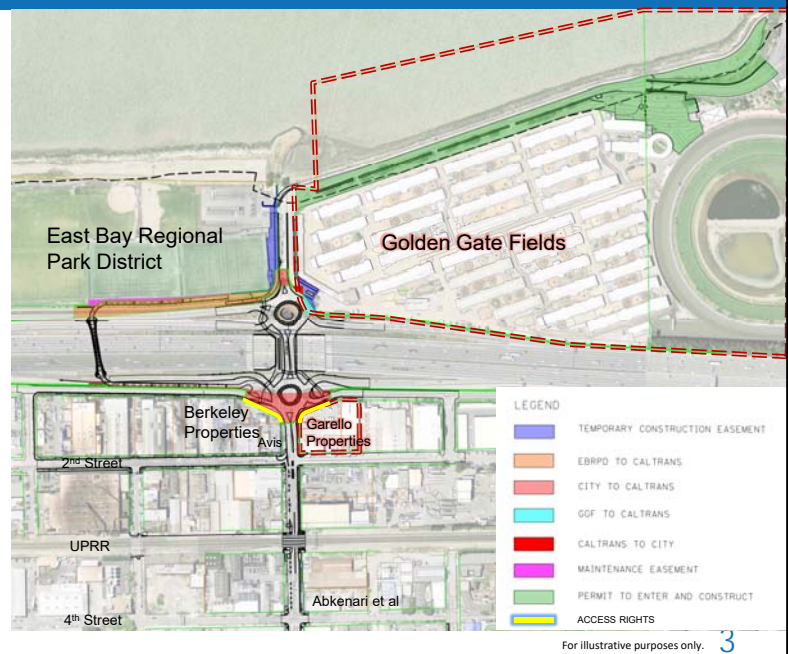 East Bay Regional
Park District
Golden Gate Fields
Berkeley
Properties
Avis
Garello
Properties
2nd Street
UPRR
Abkenari et al
4th Street
LEGEND
TEMPORARY CONSTRUCTION EASEMENT
EBRPD TO CALTRANS
CITY TO CALTRANS
GGF TO CALTRANS
CALTRANS TO CITY
MAINTENANCE EASEMENT
PERMIT TO ENTER AND CONSTRUCT
ACCESS RIGHTS
For illustrative purposes only. 3